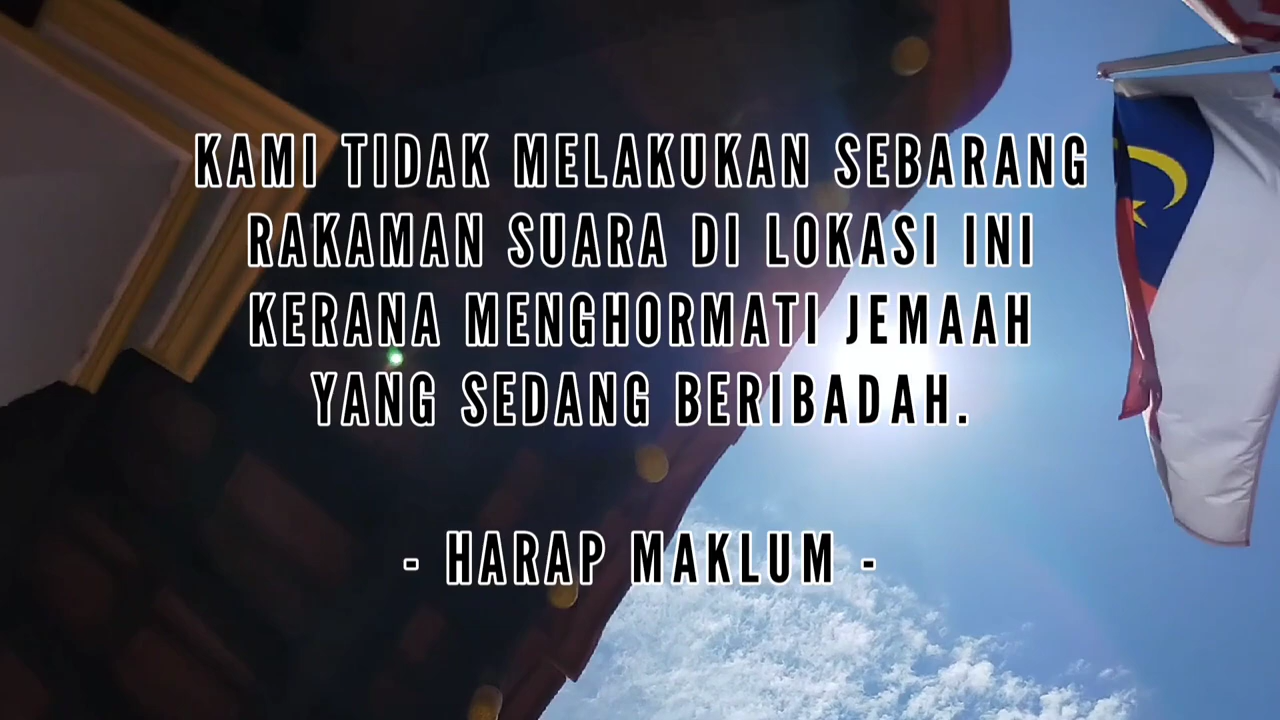 KAMI TIDAK MELAKUKAN SEBARANG
RAKAMAN SUARA DI LOKASI INI
KERANA MENGHORMATI JEMAAH
YANG SEDANG BERIBADAH.
- HARAP MAKLUM -